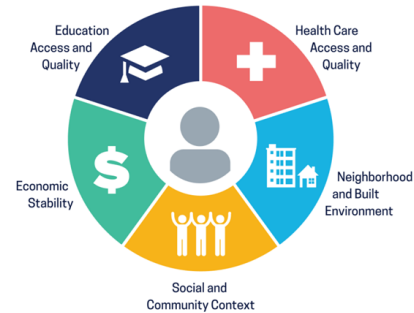 Education
Access and
Quality
Health Care
Access and
Quality
Economic
Stability
$
Neighborhood
and Built
Environment
Social and
Community Context